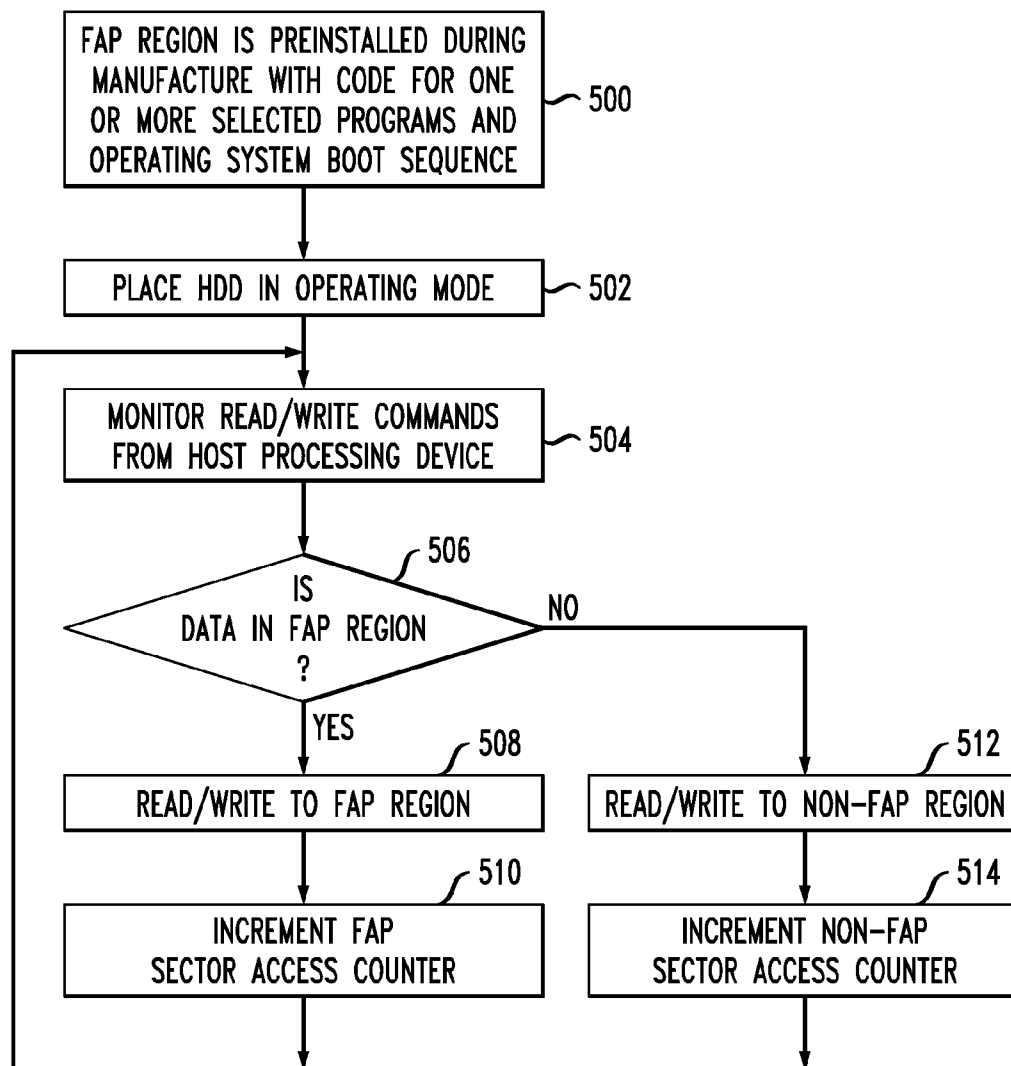 FAP REGION IS PREINSTALLED DURING
MANUFACTURE WITH CODE FOR ONE
OR MORE SELECTED PROGRAMS AND
OPERATING SYSTEM BOOT SEQUENCE
500
PLACE HDD IN OPERATING MODE
502
MONITOR READ/WRITE COMMANDS
FROM HOST PROCESSING DEVICE
504
506
IS
DATA IN FAP REGION
?
NO
YES
508
READ/WRITE TO FAP REGION
512
READ/WRITE TO NON-FAP REGION
510
INCREMENT FAP
SECTOR ACCESS COUNTER
514
INCREMENT NON-FAP
SECTOR ACCESS COUNTER